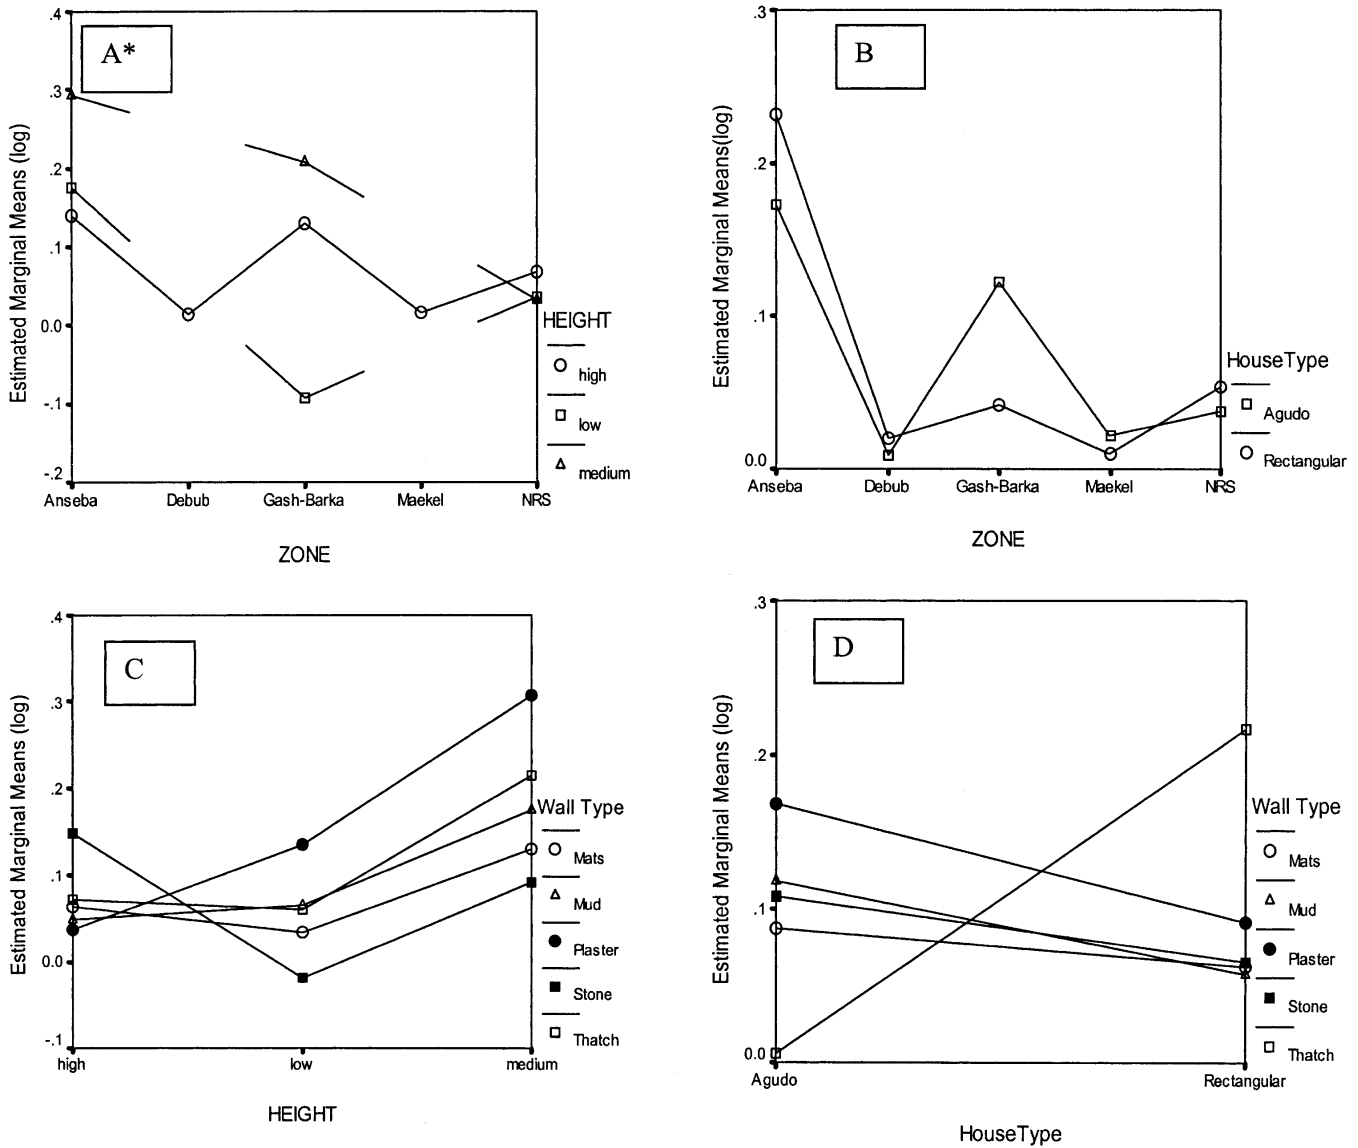 A*
Estimated Marginal Means (log)
.4
.3
.2
.1
0.0
-.1
-.2
Anseba Debub Gash-Barka Maekel NRS
ZONE
HEIGHT
high
low
medium
B
Estimated Marginal Means(log)
.3
.2
.1
0.0
Anseba Debub Gash-Barka Maekel NRS
ZONE
HouseType
Agudo
Rectangular
C
Estimated Marginal Means (log)
.4
.3
.2
.1
0.0
-.1
high low medium
HEIGHT
Wall Type
Mats
Mud
Plaster
Stone
Thatch
D
Estimated Marginal Means (log)
.3
.2
.1
0.0
Agudo Rectangular
HouseType
Wall Type
Mats
Mud
Plaster
Stone
Thatch